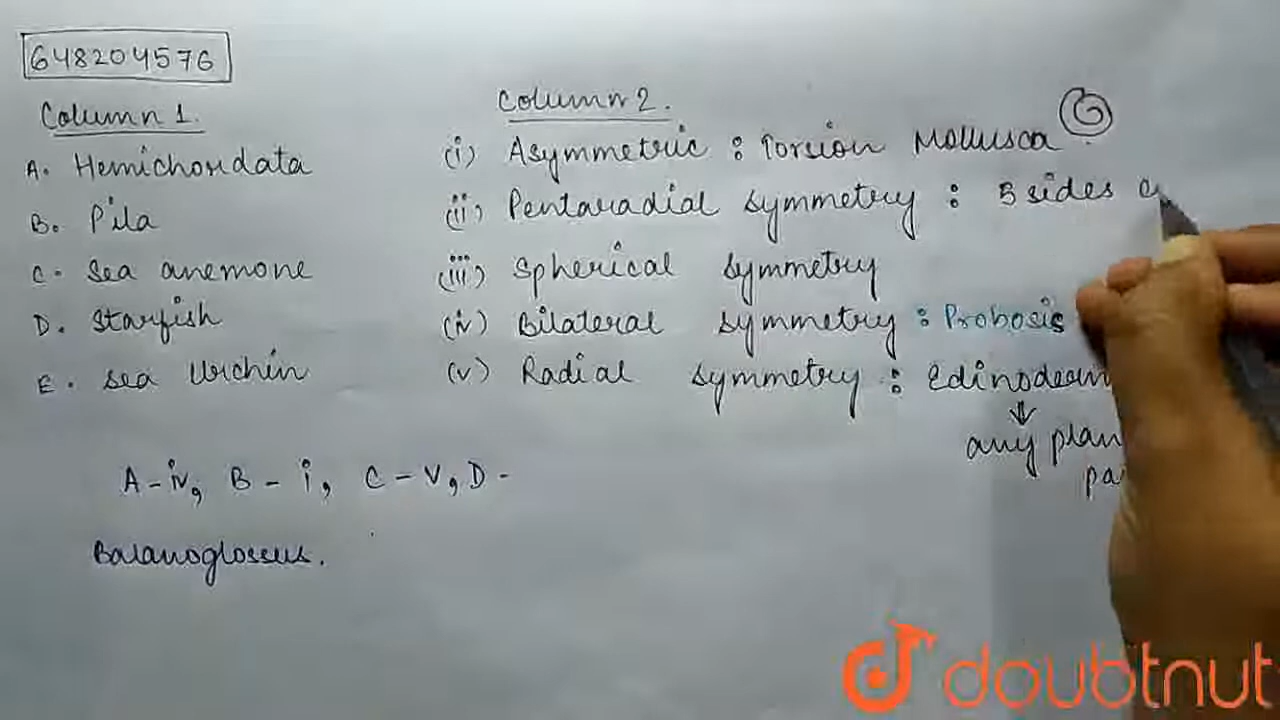 648204576
Column 1.
Column 2.
A. Hemichordata
(i) Asymmetric : Torsion Mollusca
B. Pila
(ii) Pentaradial symmetry : 5 sides
C. Sea anemone
(iii) Spherical symmetry
D. Starfish
(iv) Bilateral symmetry : Probosis
E. Sea Urchin
(v) Radial symmetry :
any plan
pa
A - iv, B - i, C - v, D -
Balanoglossus.
doubtnut